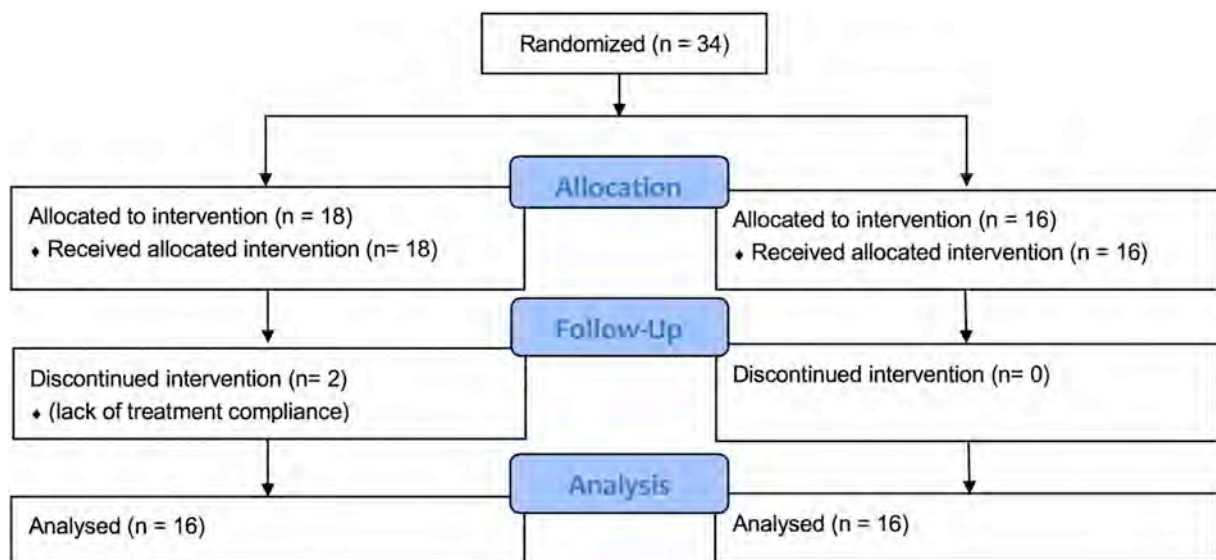 Randomized (n = 34)
Allocation
Allocated to intervention (n = 18)
♦ Received allocated intervention (n= 18)
Allocated to intervention (n = 16)
♦ Received allocated intervention (n = 16)
Follow-Up
Discontinued intervention (n= 2)
♦ (lack of treatment compliance)
Discontinued intervention (n= 0)
Analysis
Analysed (n = 16)
Analysed (n = 16)